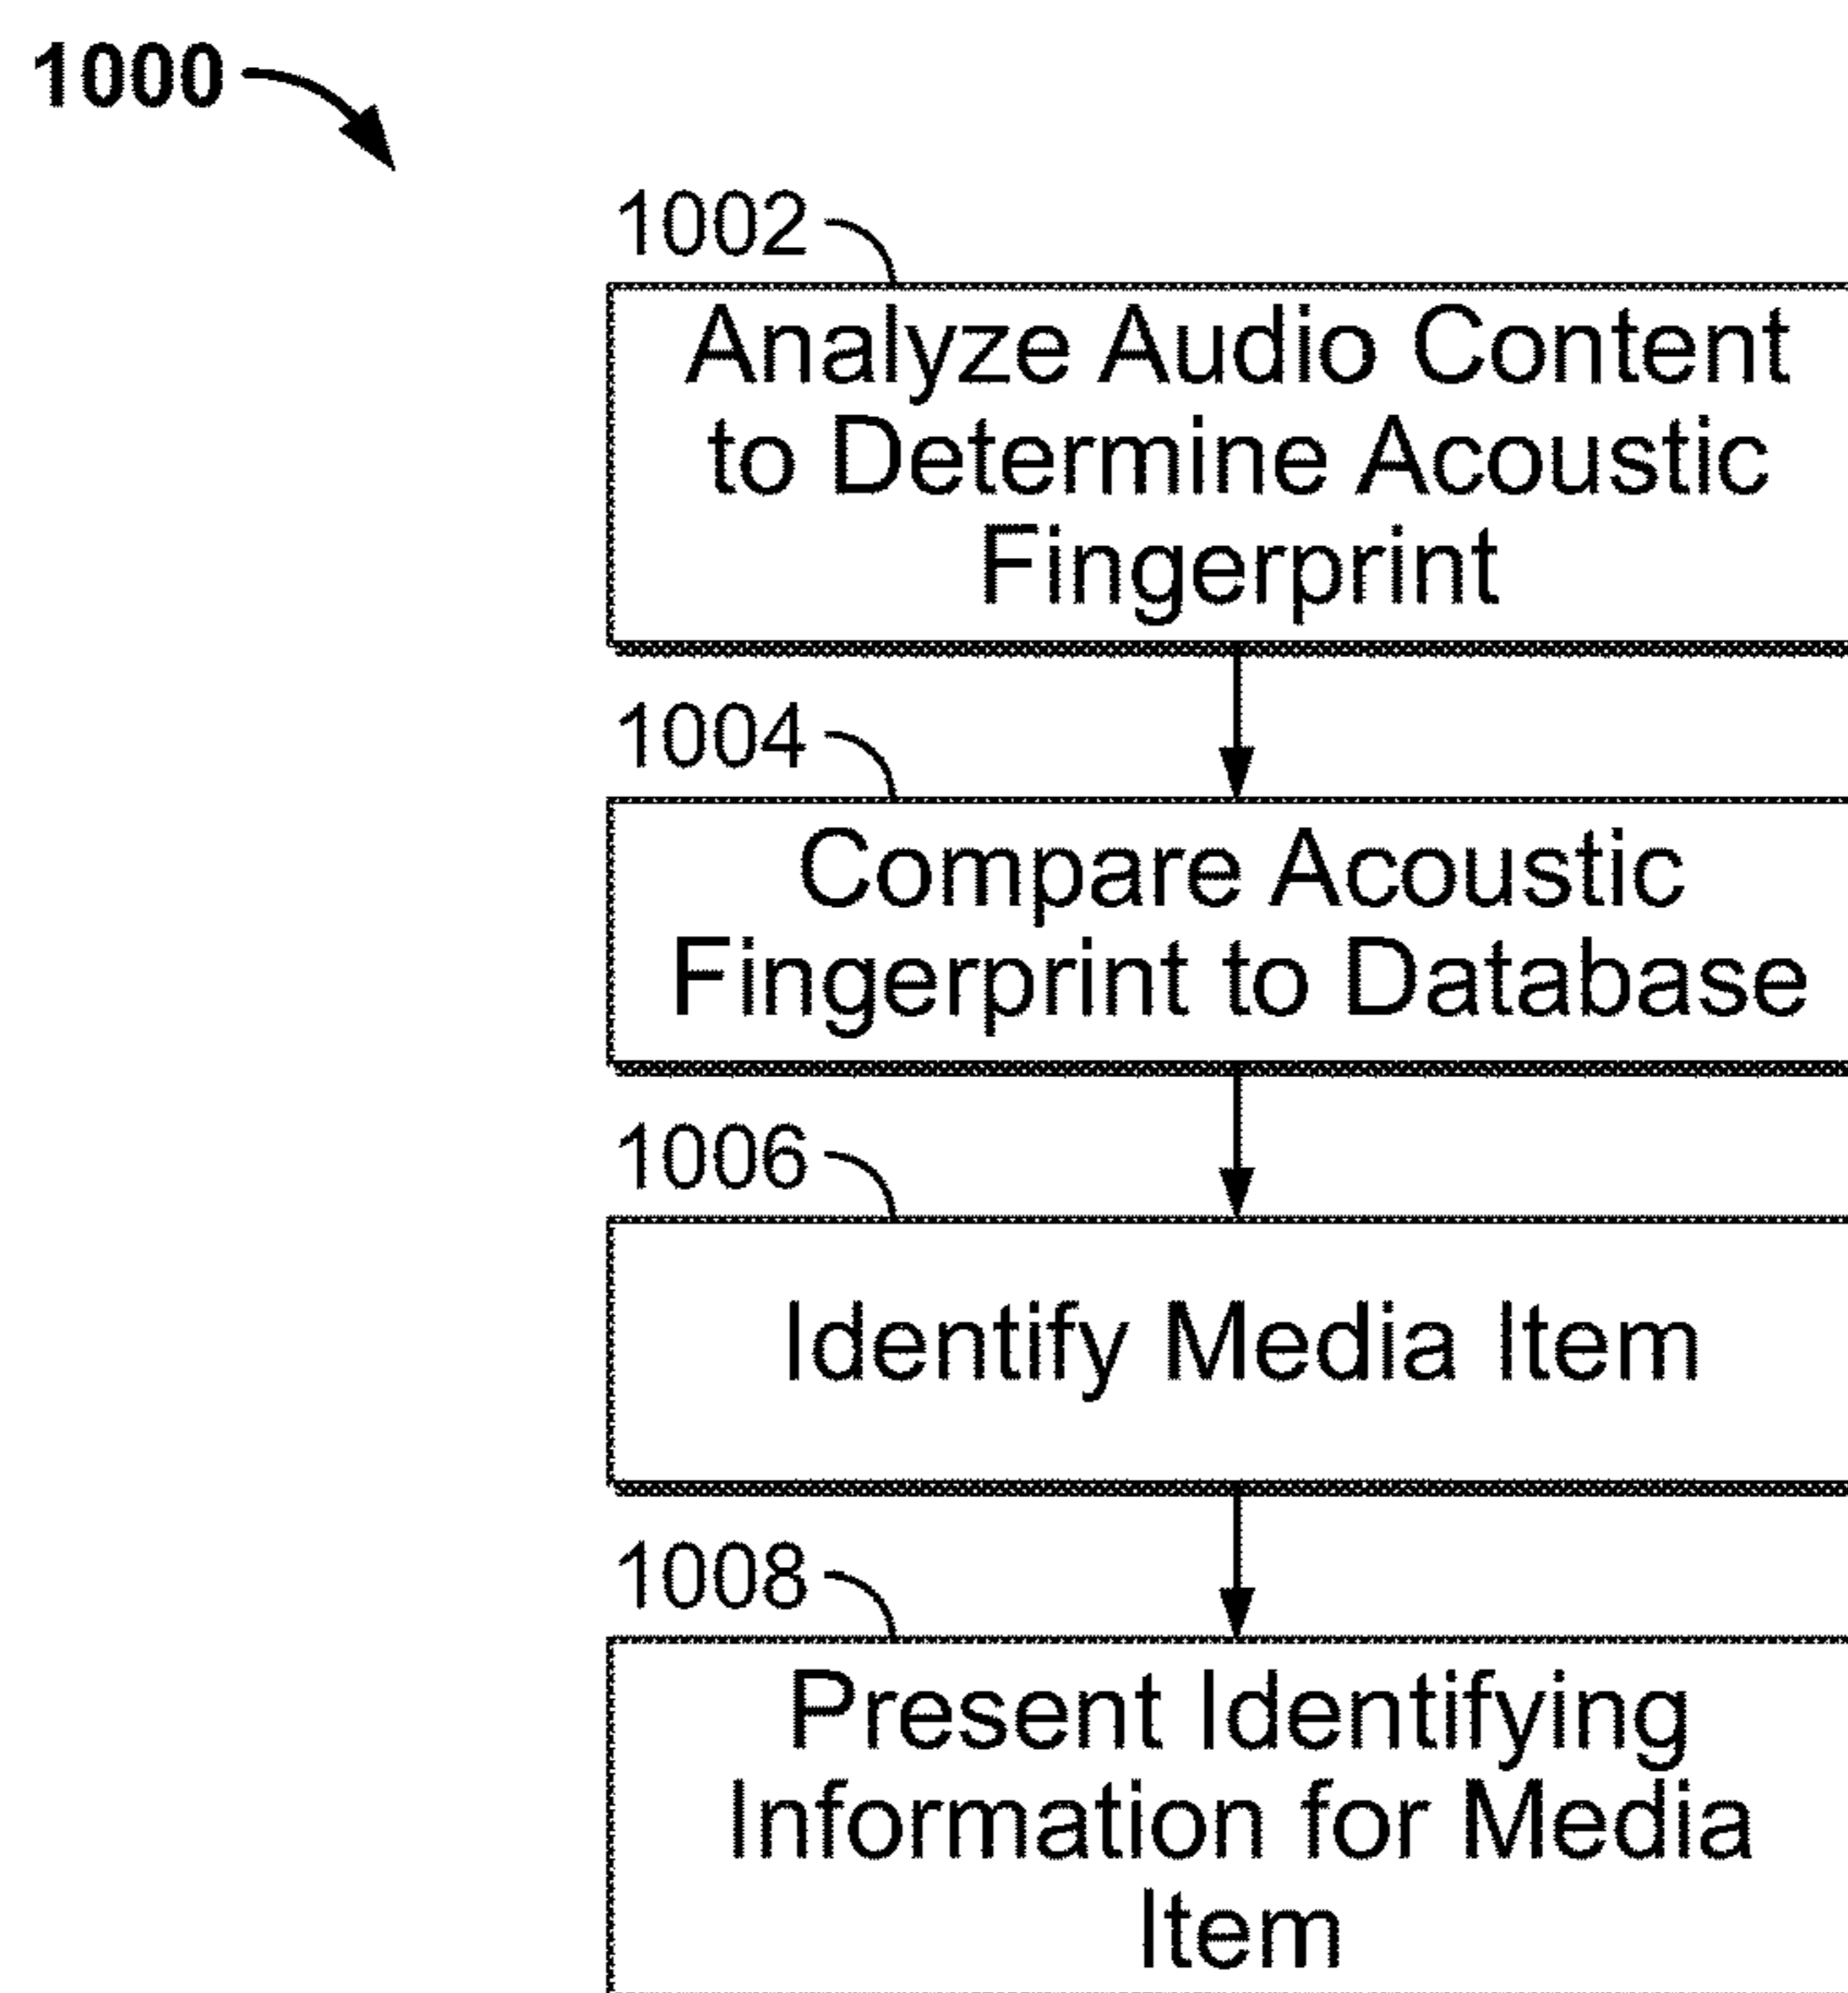 1000
1002
Analyze Audio Content
to Determine Acoustic
Fingerprint
1004
Compare Acoustic
Fingerprint to Database
1006
Identify Media Item
1008
Present Identifying
Information for Media
Item